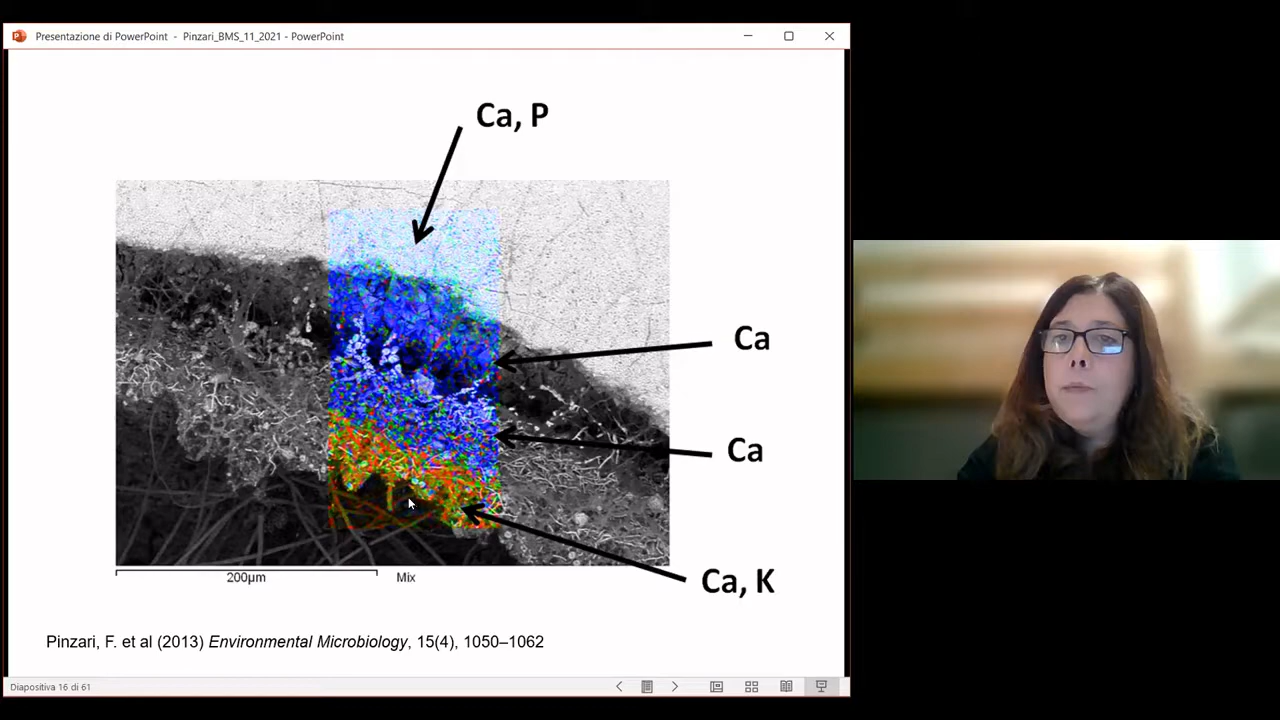 Presentazione di PowerPoint - Pinzari_BMS_11_2021 - PowerPoint
Ca, P
Ca
Ca
Ca, K
200µm
Mix
Pinzari, F. et al (2013) Environmental Microbiology, 15(4), 1050–1062
Diapositiva 16 di 61